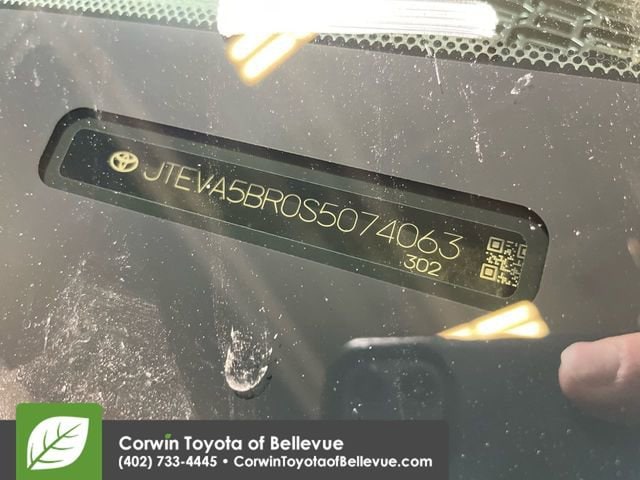 JTEVA5BR0S5074063
302
Corwin Toyota of Bellevue
(402) 733-4445 • CorwinToyotaofBellevue.com